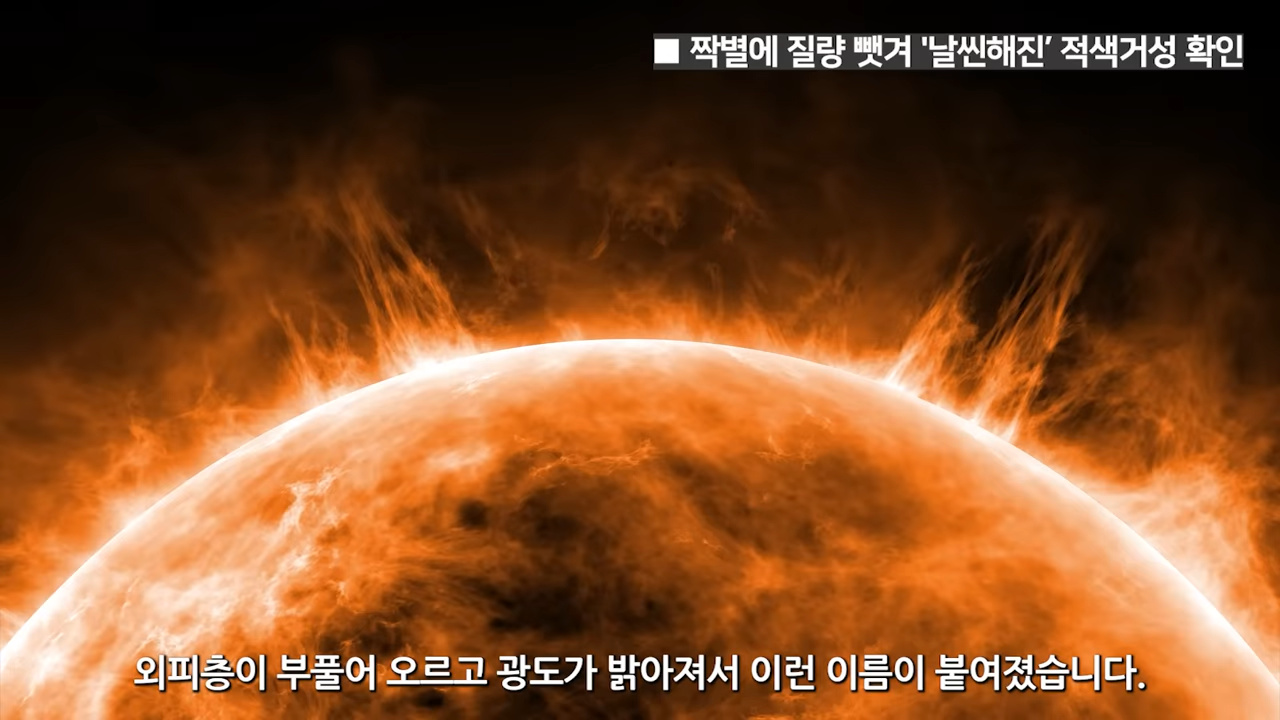 ■ 짝별에 질량 뺏겨 '날씬해진’ 적색거성 확인
외피층이 부풀어 오르고 광도가 밝아져서 이런 이름이 붙여졌습니다.